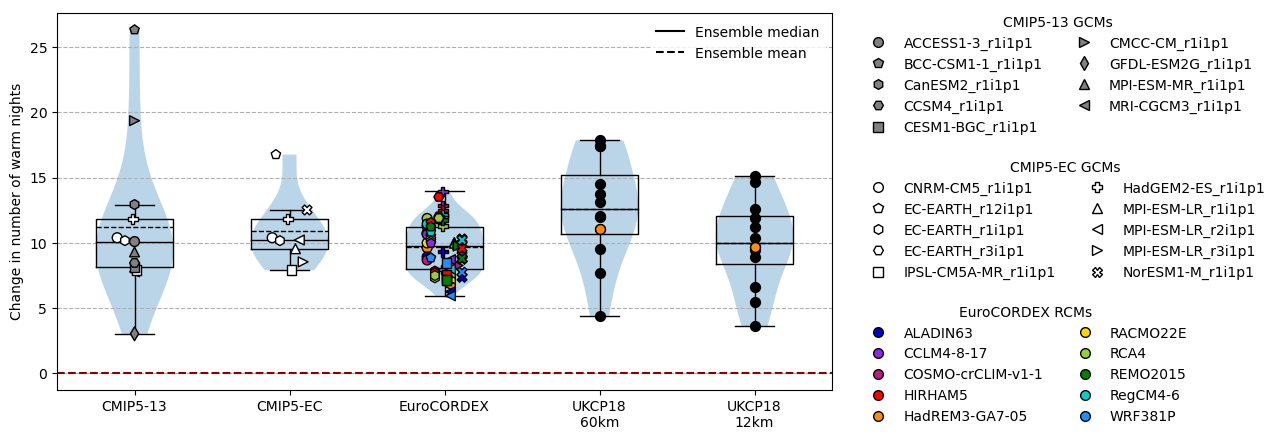 Change in number of warm nights
25
20
15
10
5
0
Ensemble median
Ensemble mean
CMIP5-13
CMIP5-EC
EuroCORDEX
UKCP18
60km
UKCP18
12km
CMIP5-13 GCMs
ACCESS1-3_r1i1p1
BCC-CSM1-1_r1i1p1
CanESM2_r1i1p1
CCSM4_r1i1p1
CESM1-BGC_r1i1p1
CMCC-CM_r1i1p1
GFDL-ESM2G_r1i1p1
MPI-ESM-MR_r1i1p1
MRI-CGCM3_r1i1p1
CMIP5-EC GCMs
CNRM-CM5_r1i1p1
EC-EARTH_r12i1p1
EC-EARTH_r1i1p1
EC-EARTH_r3i1p1
IPSL-CM5A-MR_r1i1p1
HadGEM2-ES_r1i1p1
MPI-ESM-LR_r1i1p1
MPI-ESM-LR_r2i1p1
MPI-ESM-LR_r3i1p1
NorESM1-M_r1i1p1
EuroCORDEX RCMs
ALADIN63
CCLM4-8-17
COSMO-crCLIM-v1-1
HIRHAM5
HadREM3-GA7-05
RACMO22E
RCA4
REMO2015
RegCM4-6
WRF381P